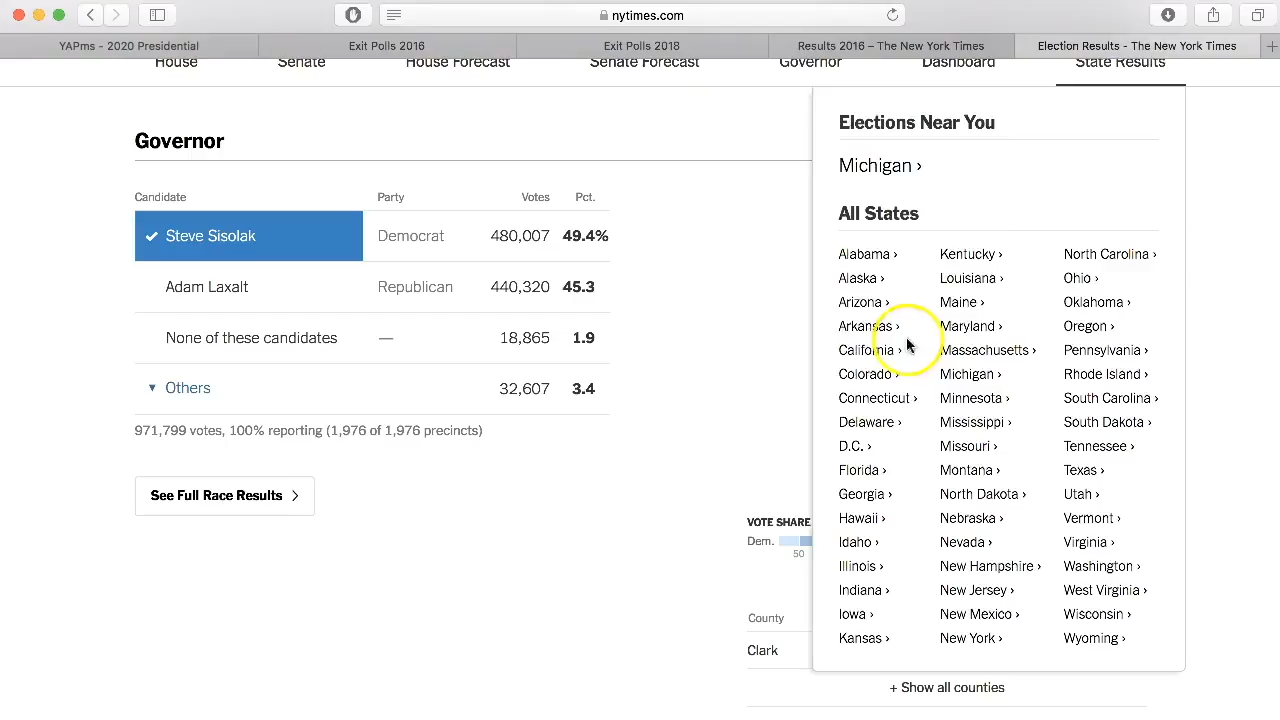 nytimes.com
YAPms - 2020 Presidential
Exit Polls 2016
Exit Polls 2018
Results 2016 – The New York Times
Election Results - The New York Times
House
Senate
House Forecast
Senate Forecast
Governor
Dashboard
State Results
Governor
Candidate Party Votes Pct.
Steve Sisolak Democrat 480,007 49.4%
Adam Laxalt Republican 440,320 45.3
None of these candidates — 18,865 1.9
Others 32,607 3.4
971,799 votes, 100% reporting (1,976 of 1,976 precincts)
See Full Race Results
VOTE SHARE
Dem.
50
County
Clark
+ Show all counties
Elections Near You
Michigan ›
All States
Alabama › Kentucky › North Carolina ›
Alaska › Louisiana › Ohio ›
Arizona › Maine › Oklahoma ›
Arkansas › Maryland › Oregon ›
California › Massachusetts › Pennsylvania ›
Colorado › Michigan › Rhode Island ›
Connecticut › Minnesota › South Carolina ›
Delaware › Mississippi › South Dakota ›
D.C. › Missouri › Tennessee ›
Florida › Montana › Texas ›
Georgia › North Dakota › Utah ›
Hawaii › Nebraska › Vermont ›
Idaho › Nevada › Virginia ›
Illinois › New Hampshire › Washington ›
Indiana › New Jersey › West Virginia ›
Iowa › New Mexico › Wisconsin ›
Kansas › New York › Wyoming ›